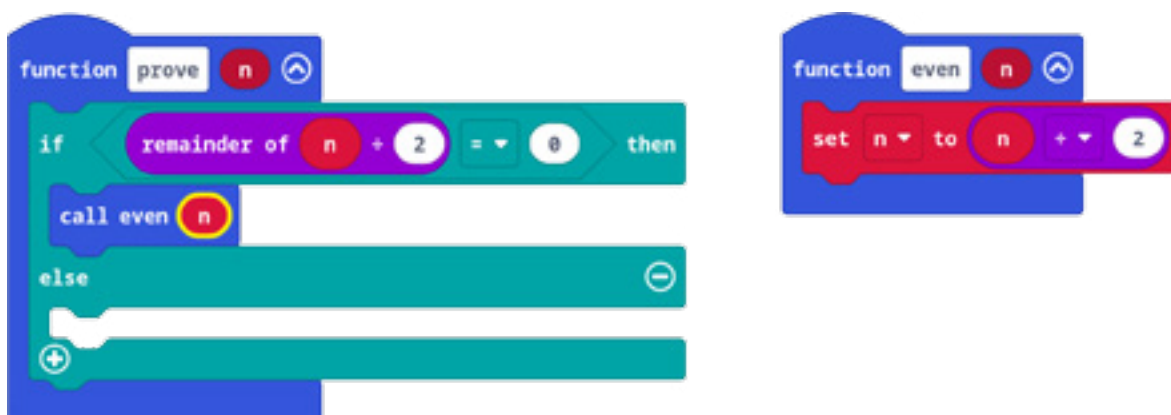 function prove n
if remainder of n ÷ 2 = 0 then
call even n
else
function even n
set n to n ÷ 2